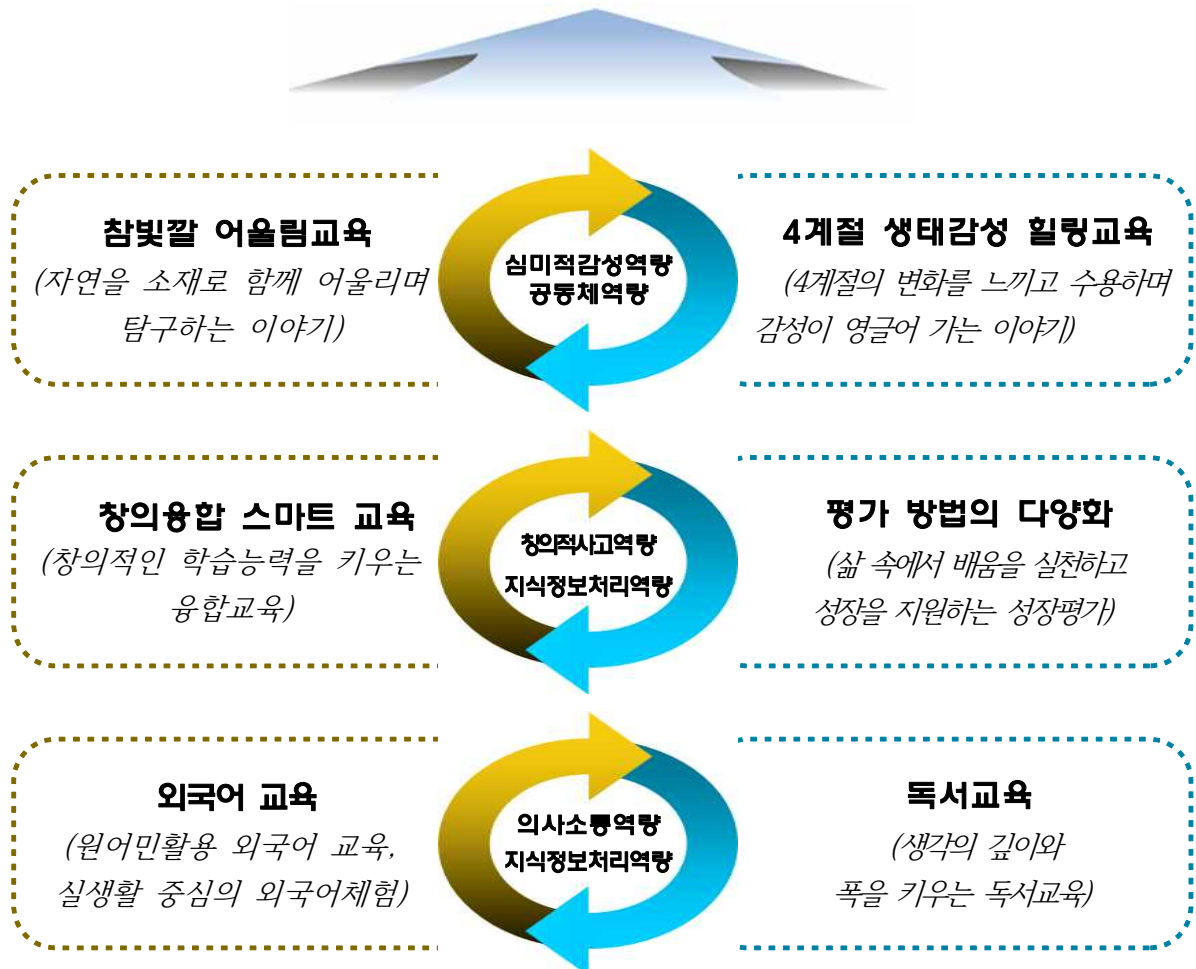 참빛깔 어울림교육
(자연을 소재로 함께 어울리며
탐구하는 이야기)
심미적감성역량
공동체역량
4계절 생태감성 힐링교육
(4계절의 변화를 느끼고 수용하며
감성이 영글어 가는 이야기)
창의융합 스마트 교육
(창의적인 학습능력을 키우는
융합교육)
창의적사고역량
지식정보처리역량
평가 방법의 다양화
(삶 속에서 배움을 실천하고
성장을 지원하는 성장평가)
외국어 교육
(원어민활용 외국어 교육,
실생활 중심의 외국어체험)
의사소통역량
지식정보처리역량
독서교육
(생각의 깊이와
폭을 키우는 독서교육)